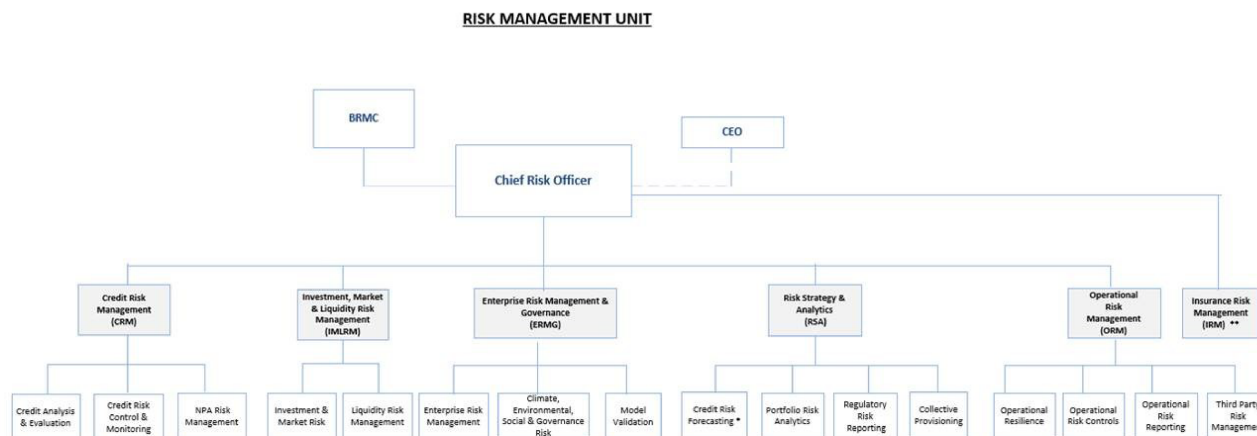 RISK MANAGEMENT UNIT
BRMC
CEO
Chief Risk Officer
Credit Risk
Management
(CRM)
Investment, Market
& Liquidity Risk
Management
(IMLRM)
Enterprise Risk Management &
Governance
(ERMG)
Risk Strategy &
Analytics
(RSA)
Operational
Risk
Management
(ORM)
Insurance Risk
Management
(IRM) **
Credit Analysis
& Evaluation
Credit Risk
Control &
Monitoring
NPA Risk
Management
Investment &
Market Risk
Liquidity Risk
Management
Enterprise Risk
Management
Climate,
Environmental,
Social & Governance
Risk
Model
Validation
Credit Risk
Forecasting *
Portfolio Risk
Analytics
Regulatory
Risk
Reporting
Collective
Provisioning
Operational
Resilience
Operational
Risk Controls
Operational
Risk
Reporting
Third Party
Risk
Management